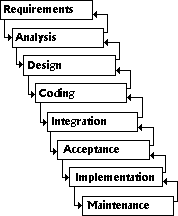 Requirements
Analysis
Design
Coding
Integration
Acceptance
Implementation
Maintenance